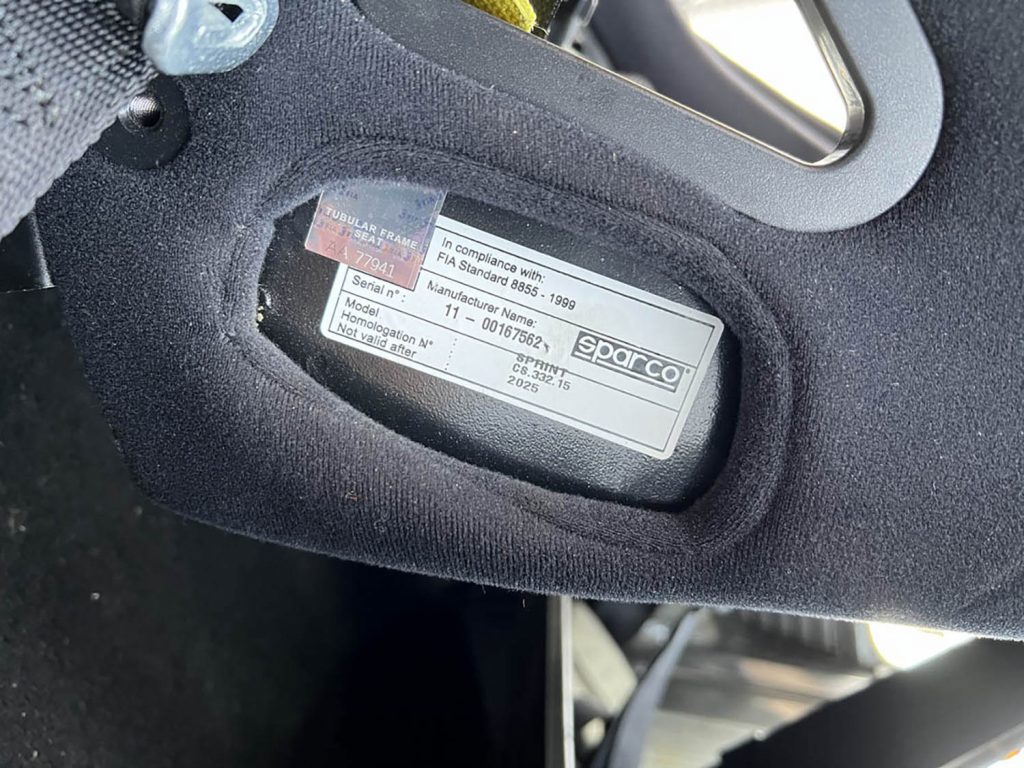 TUBULAR FRAME
SEAT
AA 77941
In compliance with:
FIA Standard 8855 - 1999
Manufacturer Name:
sparco
Serial n° : 11 - 00167562
Model SPRINT
Homologation N° : CS.332.15
Not valid after : 2025